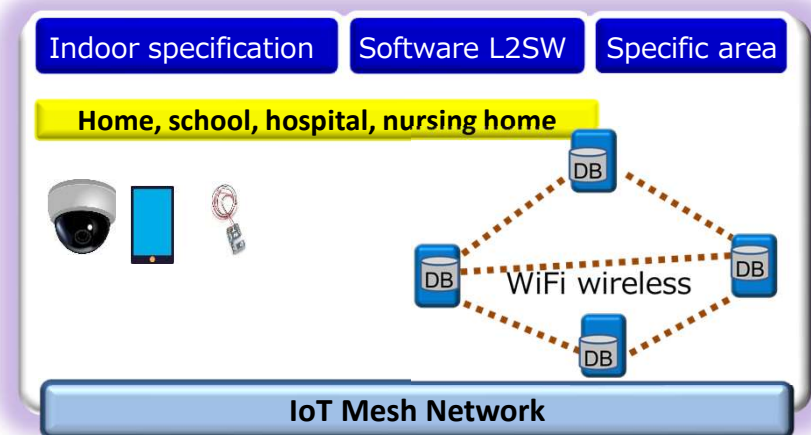 Indoor specification
Software L2SW
Specific area
Home, school, hospital, nursing home
DB
DB
DB
WiFi wireless
DB
IoT Mesh Network